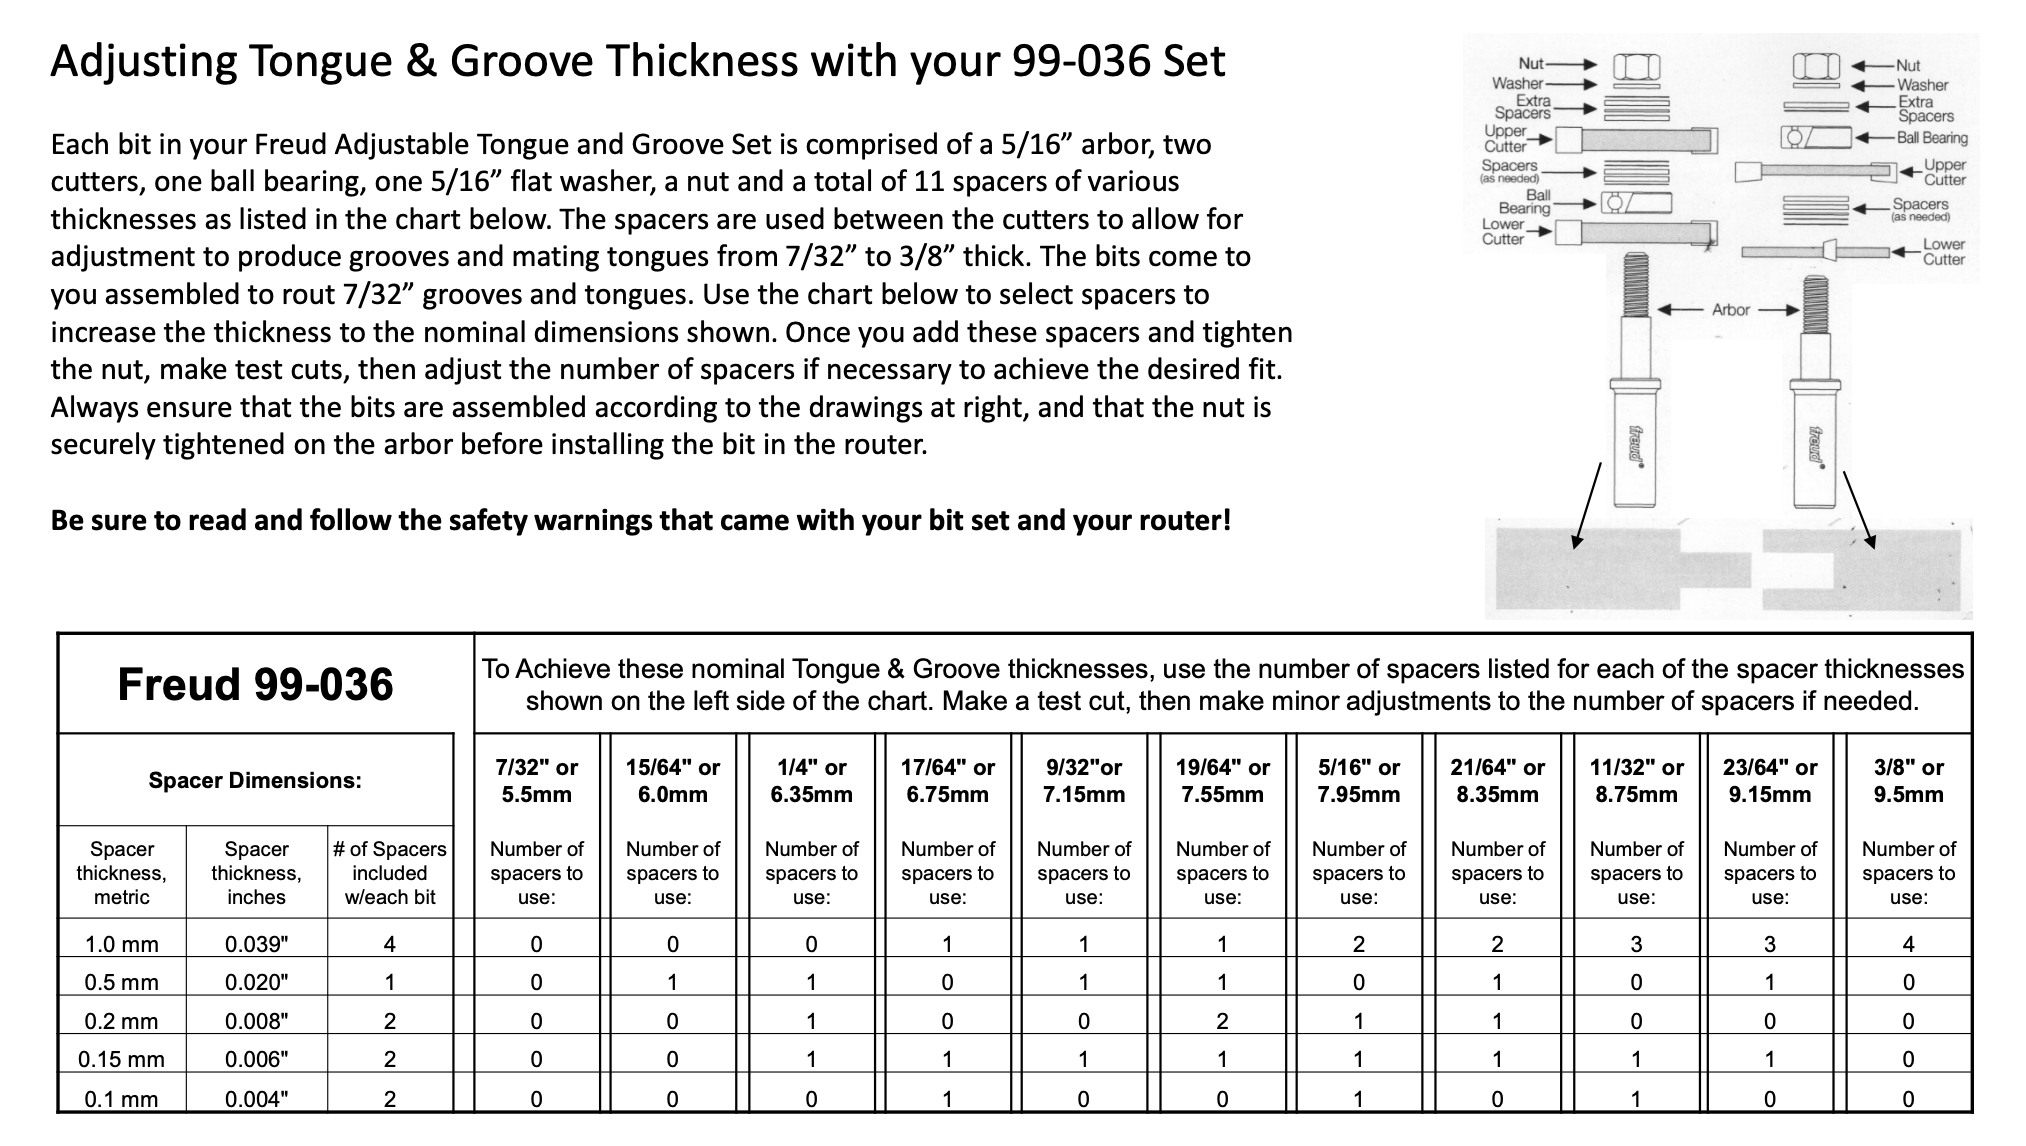 Adjusting Tongue & Groove Thickness with your 99-036 Set
Each bit in your Freud Adjustable Tongue and Groove Set is comprised of a 5/16” arbor, two
cutters, one ball bearing, one 5/16” flat washer, a nut and a total of 11 spacers of various
thicknesses as listed in the chart below. The spacers are used between the cutters to allow for
adjustment to produce grooves and mating tongues from 7/32” to 3/8” thick. The bits come to
you assembled to rout 7/32” grooves and tongues. Use the chart below to select spacers to
increase the thickness to the nominal dimensions shown. Once you add these spacers and tighten
the nut, make test cuts, then adjust the number of spacers if necessary to achieve the desired fit.
Always ensure that the bits are assembled according to the drawings at right, and that the nut is
securely tightened on the arbor before installing the bit in the router.
Be sure to read and follow the safety warnings that came with your bit set and your router!
Nut
Washer
Extra
Spacers
Upper
Cutter
Spacers
(as needed)
Ball
Bearing
Lower
Cutter
Nut
Washer
Extra
Spacers
Ball Bearing
Upper
Cutter
Spacers
(as needed)
Lower
Cutter
Arbor
freud®
freud®
Freud 99-036
To Achieve these nominal Tongue & Groove thicknesses, use the number of spacers listed for each of the spacer thicknesses
shown on the left side of the chart. Make a test cut, then make minor adjustments to the number of spacers if needed.
Spacer Dimensions:
7/32" or 15/64" or 1/4" or 17/64" or 9/32"or 19/64" or 5/16" or 21/64" or 11/32" or 23/64" or 3/8" or
5.5mm 6.0mm 6.35mm 6.75mm 7.15mm 7.55mm 7.95mm 8.35mm 8.75mm 9.15mm 9.5mm
Spacer Spacer # of Spacers Number of Number of Number of Number of Number of Number of Number of Number of Number of Number of Number of
thickness, thickness, included spacers to spacers to spacers to spacers to spacers to spacers to spacers to spacers to spacers to spacers to spacers to
metric inches w/each bit use: use: use: use: use: use: use: use: use: use: use:
1.0 mm 0.039" 4 0 0 0 1 1 1 2 2 3 3 4
0.5 mm 0.020" 1 0 1 1 0 1 1 0 1 0 1 0
0.2 mm 0.008" 2 0 0 1 0 0 2 1 1 0 0 0
0.15 mm 0.006" 2 0 0 1 1 1 1 1 1 1 1 0
0.1 mm 0.004" 2 0 0 0 1 0 0 1 0 1 0 0